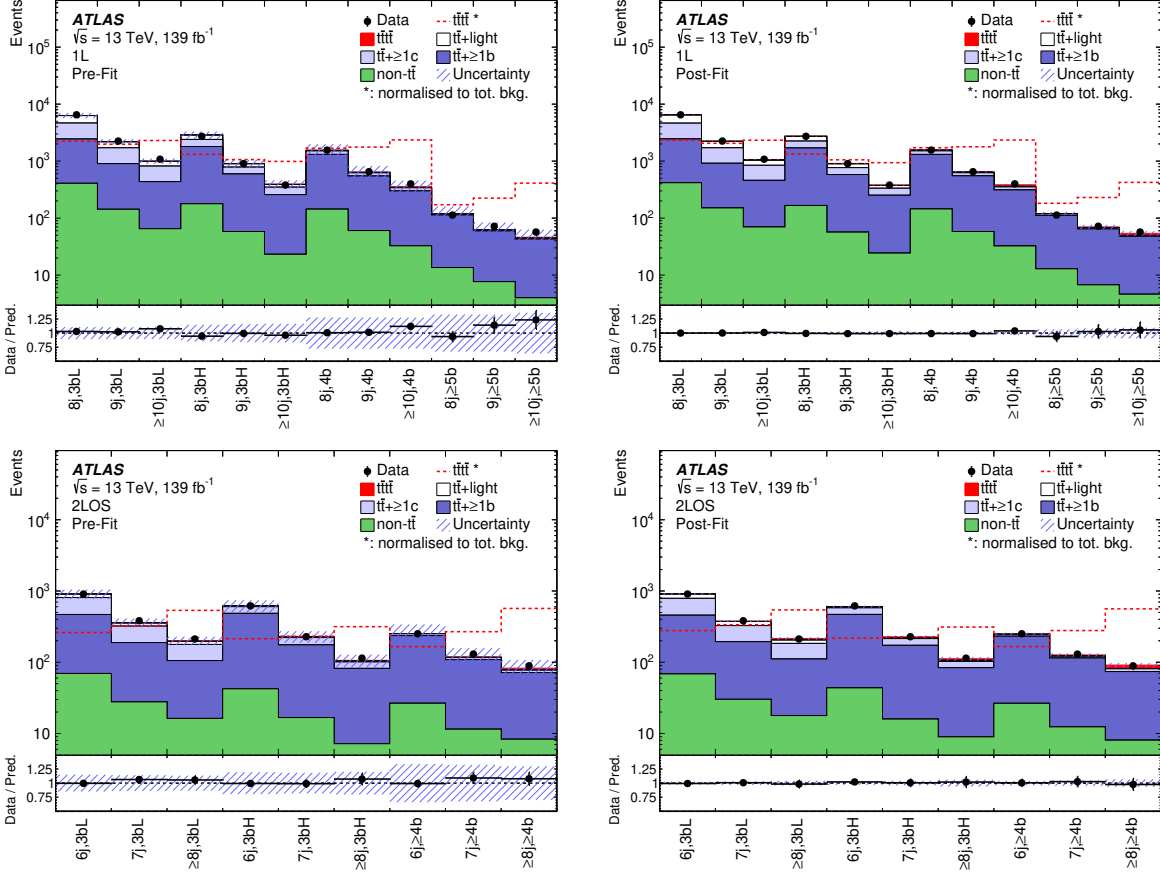 Events
ATLAS
√s = 13 TeV, 139 fb⁻¹
1L
Pre-Fit
Data
tt̄tt̄ *
tt̄tt̄
tt̄+light
tt̄+≥1c
tt̄+≥1b
non-tt̄
Uncertainty
*: normalised to tot. bkg.
10⁵
10⁴
10³
10²
10
Data / Pred.
1.25
1
0.75
8j,3bL
9j,3bL
≥10j,3bL
8j,3bH
9j,3bH
≥10j,3bH
8j,4b
9j,4b
≥10j,4b
8j,≥5b
9j,≥5b
≥10j,≥5b
Events
ATLAS
√s = 13 TeV, 139 fb⁻¹
1L
Post-Fit
Data
tt̄tt̄ *
tt̄tt̄
tt̄+light
tt̄+≥1c
tt̄+≥1b
non-tt̄
Uncertainty
*: normalised to tot. bkg.
10⁵
10⁴
10³
10²
10
Data / Pred.
1.25
1
0.75
8j,3bL
9j,3bL
≥10j,3bL
8j,3bH
9j,3bH
≥10j,3bH
8j,4b
9j,4b
≥10j,4b
8j,≥5b
9j,≥5b
≥10j,≥5b
Events
ATLAS
√s = 13 TeV, 139 fb⁻¹
2LOS
Pre-Fit
Data
tt̄tt̄ *
tt̄tt̄
tt̄+light
tt̄+≥1c
tt̄+≥1b
non-tt̄
Uncertainty
*: normalised to tot. bkg.
10⁴
10³
10²
10
Data / Pred.
1.25
1
0.75
6j,3bL
7j,3bL
≥8j,3bL
6j,3bH
7j,3bH
≥8j,3bH
6j,≥4b
7j,≥4b
≥8j,≥4b
Events
ATLAS
√s = 13 TeV, 139 fb⁻¹
2LOS
Post-Fit
Data
tt̄tt̄ *
tt̄tt̄
tt̄+light
tt̄+≥1c
tt̄+≥1b
non-tt̄
Uncertainty
*: normalised to tot. bkg.
10⁴
10³
10²
10
Data / Pred.
1.25
1
0.75
6j,3bL
7j,3bL
≥8j,3bL
6j,3bH
7j,3bH
≥8j,3bH
6j,≥4b
7j,≥4b
≥8j,≥4b